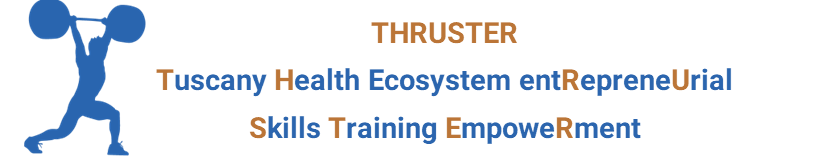 THRUSTER
Tuscany Health Ecosystem entRepreneUrial
Skills Training EmpoweRment